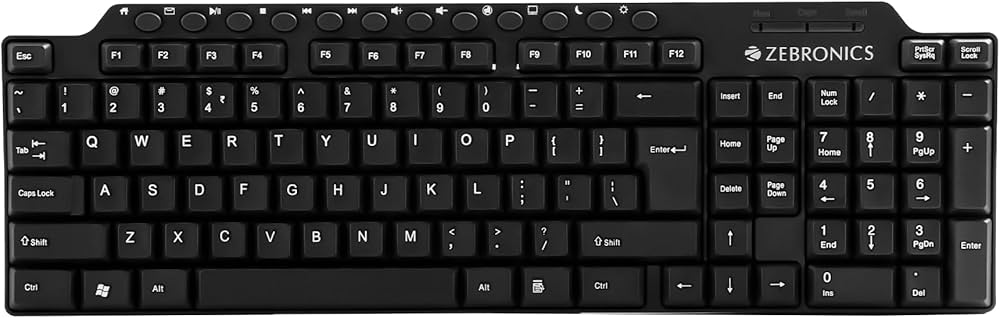 Num Caps Scroll
ZEBRONICS
Esc F1 F2 F3 F4 F5 F6 F7 F8 F9 F10 F11 F12 PrtScr SysRq Scroll Lock
~ ! @ # $ % ^ & * ( ) _ +
\ 1 2 3 4 ₹ 5 6 7 8 9 0 - = ← Insert End Num Lock / * −
Tab Q W E R T Y U I O P { [ } ] Enter Home Page Up 7 Home 8 ↑ 9 PgUp +
Caps Lock A S D F G H J K L : ; " ' | \ Delete Page Down 4 ← 5 6 →
⇧ Shift Z X C V B N M < , > . ? / ⇧ Shift ↑ 1 End 2 ↓ 3 PgDn Enter
Ctrl Alt Alt Ctrl ← ↓ → 0 Ins . Del